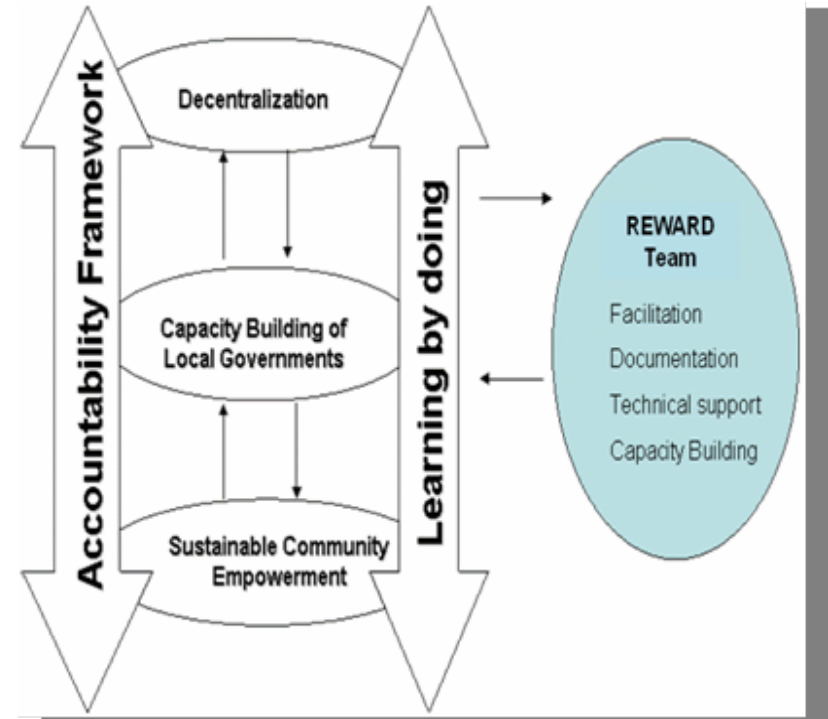 Accountability Framework
Decentralization
Capacity Building of
Local Governments
Sustainable Community
Empowerment
Learning by doing
REWARD
Team
Facilitation
Documentation
Technical support
Capacity Building